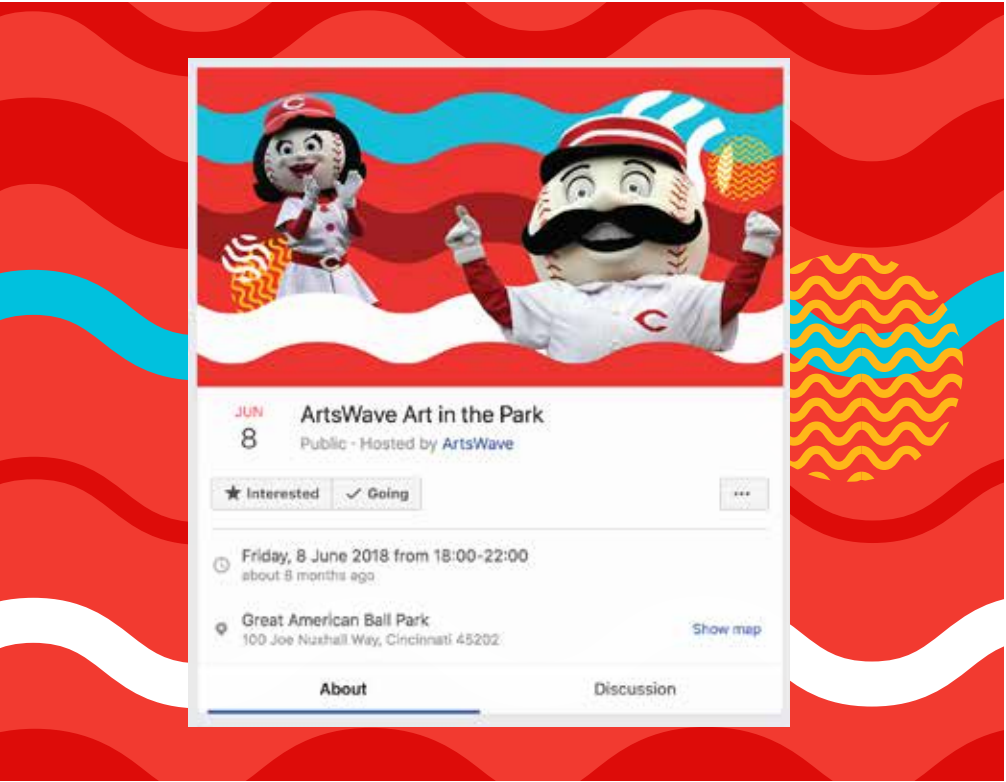 C
C
JUN
8
ArtsWave Art in the Park
Public · Hosted by ArtsWave
Interested
Going
Friday, 8 June 2018 from 18:00-22:00
about 8 months ago
Great American Ball Park
100 Joe Nuxhall Way, Cincinnati 45202
Show map
About
Discussion